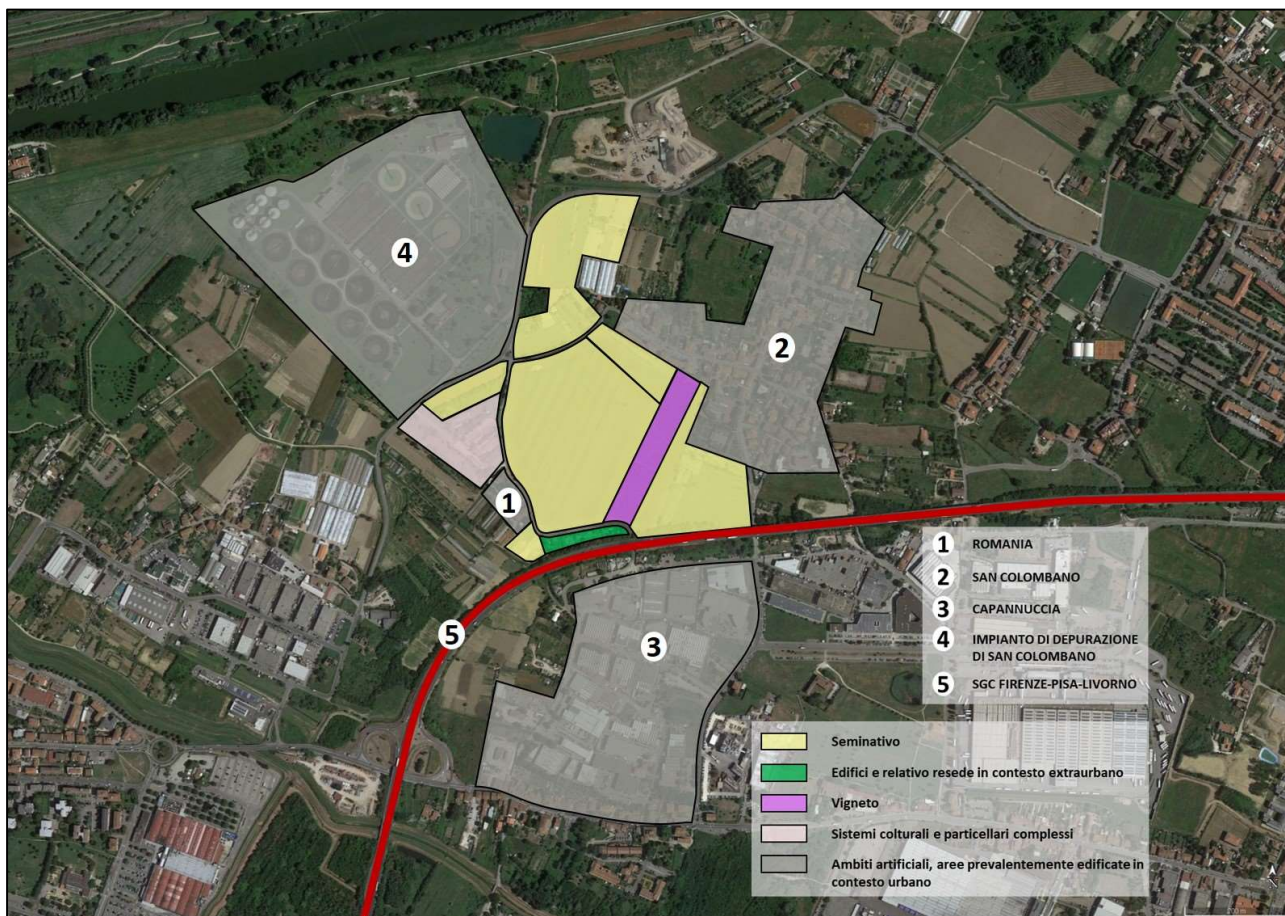 4
2
1
5
3
1 ROMANIA
2 SAN COLOMBANO
3 CAPANNUCCIA
4 IMPIANTO DI DEPURAZIONE
DI SAN COLOMBANO
5 SGC FIRENZE-PISA-LIVORNO
Seminativo
Edifici e relativo resede in contesto extraurbano
Vigneto
Sistemi colturali e particellari complessi
Ambiti artificiali, aree prevalentemente edificate in
contesto urbano
N